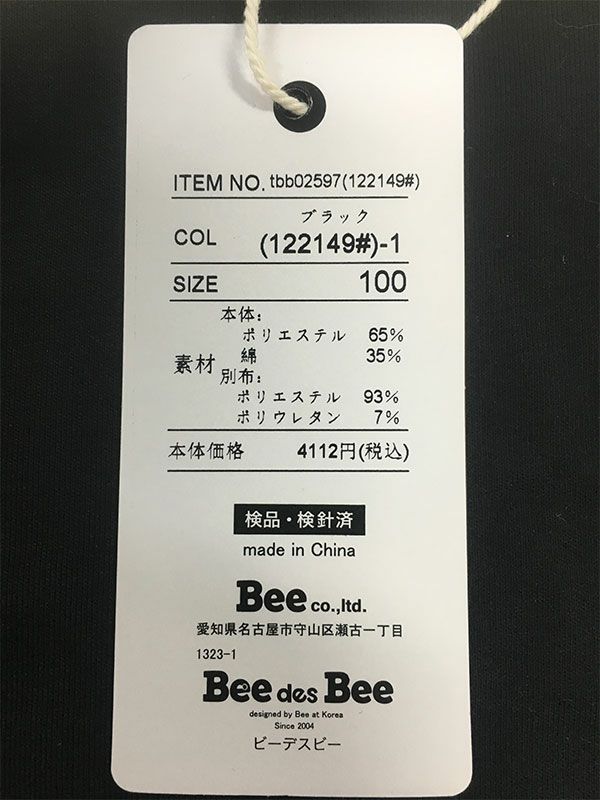 ITEM NO. tbb02597(122149#)
ブラック
COL (122149#)-1
SIZE 100
本体:
ポリエステル 65%
素材 綿 35%
別布:
ポリエステル 93%
ポリウレタン 7%
本体価格 4112円(税込)
検品・検針済
made in China
Bee co.,ltd.
愛知県名古屋市守山区瀬古一丁目
1323-1
Bee des Bee
designed by Bee at Korea
Since 2004
ビーデスビー